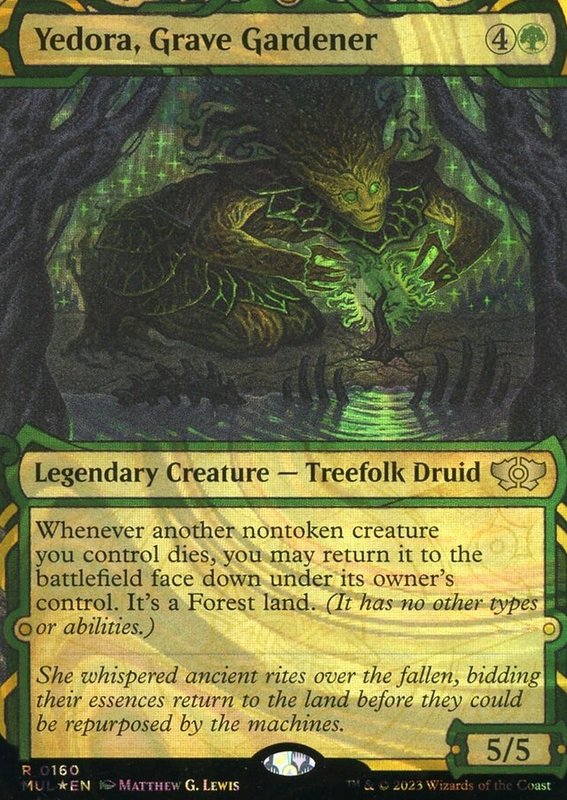 Yedora, Grave Gardener 4
Legendary Creature — Treefolk Druid
Whenever another nontoken creature
you control dies, you may return it to the
battlefield face down under its owner's
control. It's a Forest land. (It has no other types
or abilities.)
She whispered ancient rites over the fallen, bidding
their essences return to the land before they could
be repurposed by the machines.
5/5
R 0160
MUL★EN Matthew G. Lewis
™ & © 2023 Wizards of the Coast